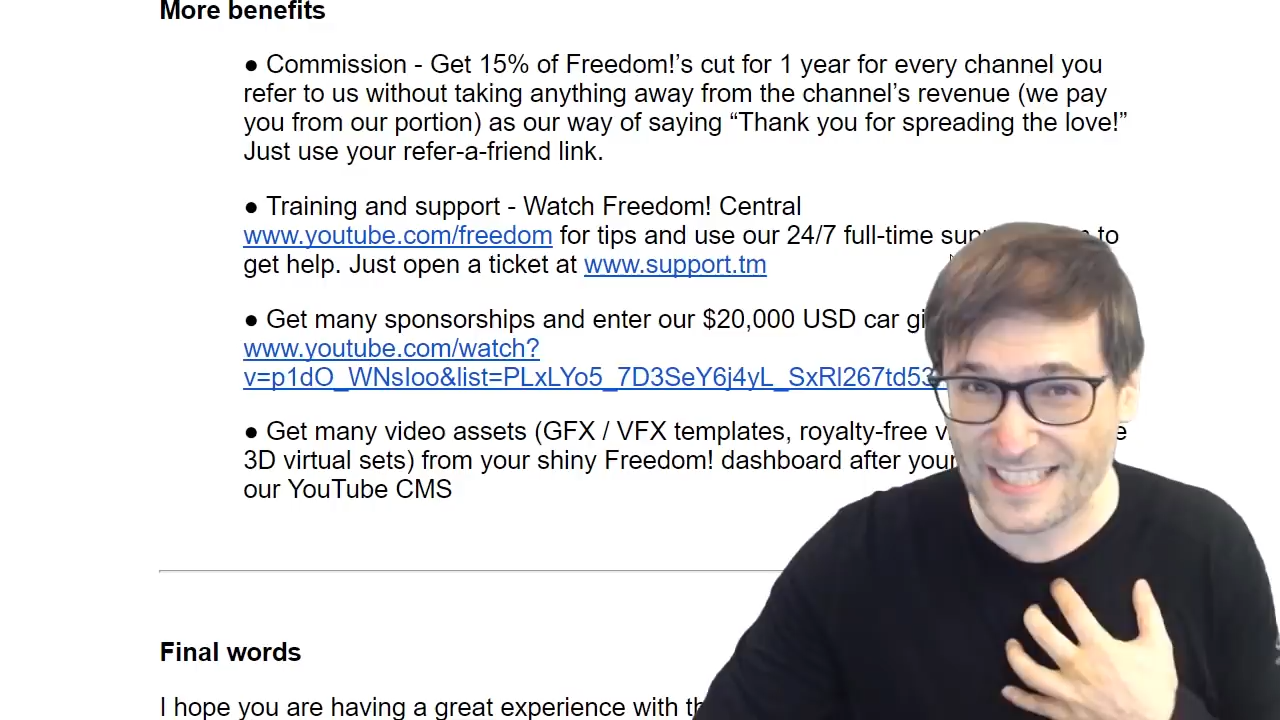 More benefits
● Commission - Get 15% of Freedom!’s cut for 1 year for every channel you
refer to us without taking anything away from the channel’s revenue (we pay
you from our portion) as our way of saying “Thank you for spreading the love!”
Just use your refer-a-friend link.
● Training and support - Watch Freedom! Central
www.youtube.com/freedom for tips and use our 24/7 full-time to
get help. Just open a ticket at www.support.tm
● Get many sponsorships and enter our $20,000 USD car
www.youtube.com/watch?
v=p1dO_WNsIoo&list=PLxLYo5_7D3SeY6j4yL_SxRl267td53
● Get many video assets (GFX / VFX templates, royalty-free
3D virtual sets) from your shiny Freedom! dashboard after your
our YouTube CMS
Final words
I hope you are having a great experience with